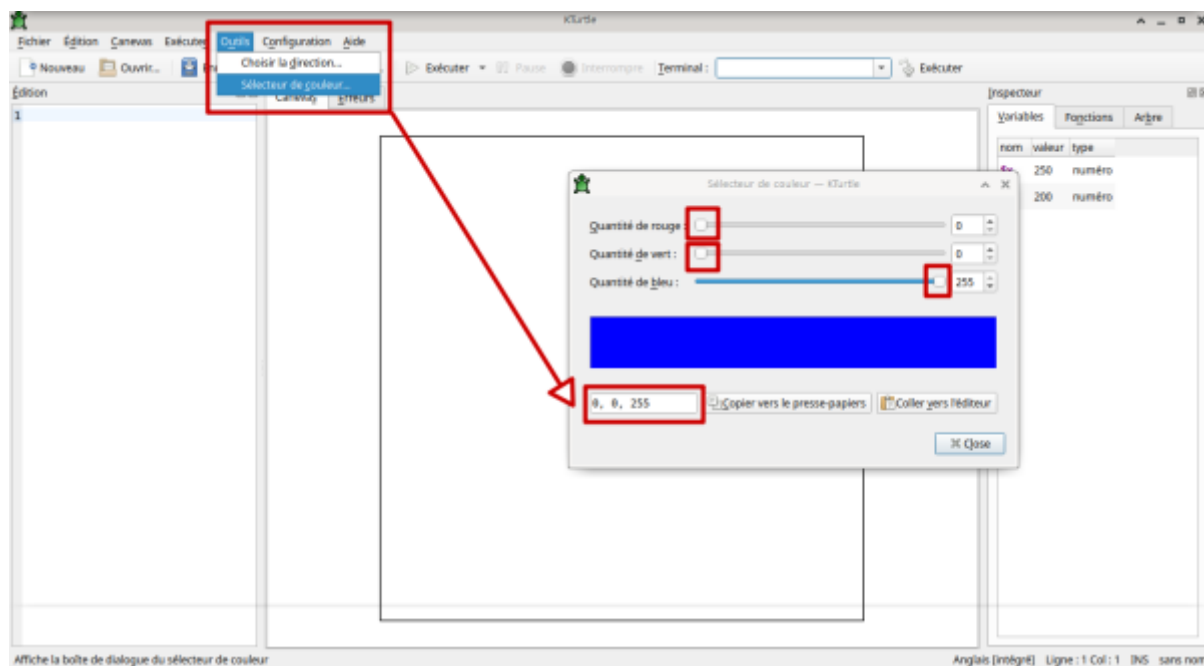 KTurtle
Fichier Édition Canevas Exécuter Outils Configuration Aide
Nouveau Ouvrir... Exécuter Pause Interrompre Terminal : Exécuter
Choisir la direction...
Sélecteur de couleur...
Édition
Canevas Erreurs
Inspecteur
1
Variables Fonctions Arbre
nom valeur type
250 numéro
200 numéro
Sélecteur de couleur — KTurtle
Quantité de rouge : 0
Quantité de vert : 0
Quantité de bleu : 255
0, 0, 255 Copier vers le presse-papiers Coller vers l'éditeur
Close
Affiche la boîte de dialogue du sélecteur de couleur
Anglais [intégré] Ligne : 1 Col : 1 INS sans nom